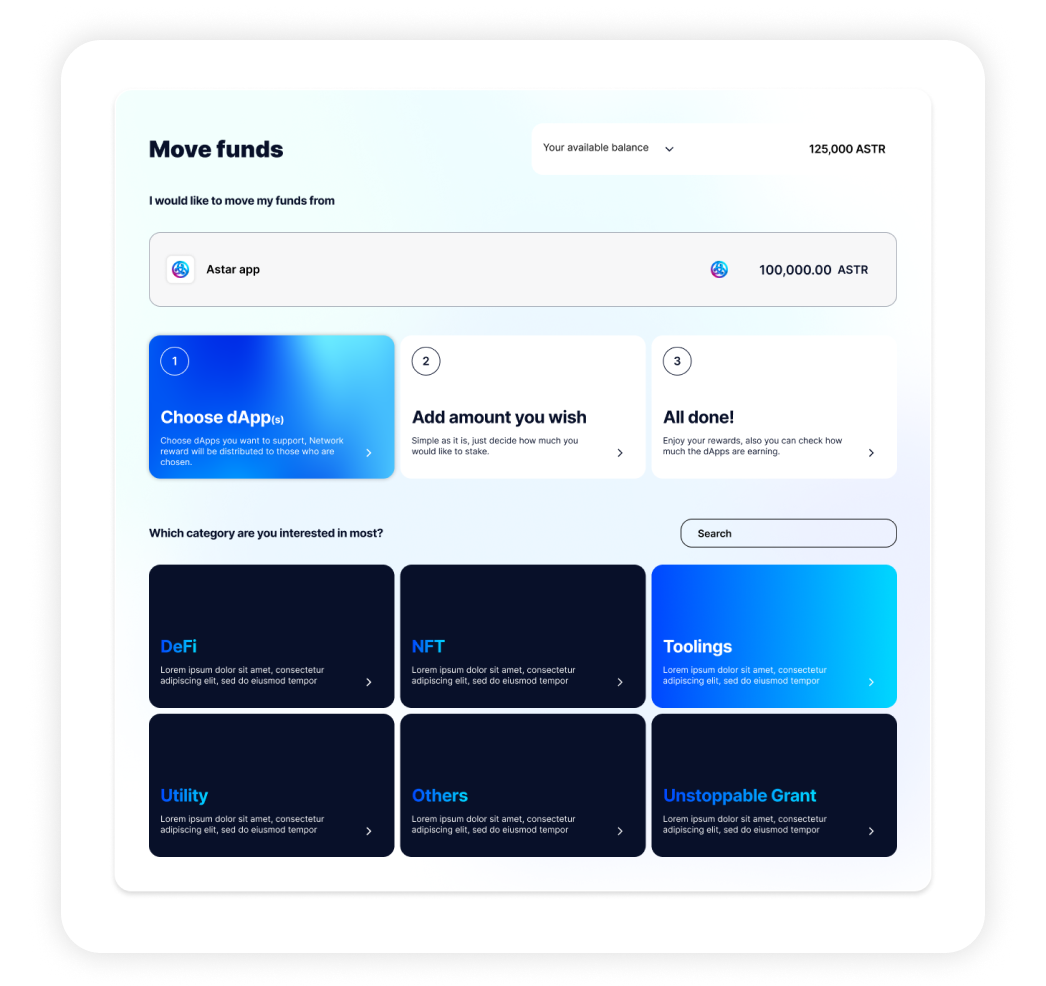 Move funds
Your available balance
125,000 ASTR
I would like to move my funds from
Astar app
100,000.00 ASTR
1
Choose dApp(s)
Choose dApps you want to support, Network
reward will be distributed to those who are
chosen.
2
Add amount you wish
Simple as it is, just decide how much you
would like to stake.
3
All done!
Enjoy your rewards, also you can check how
much the dApps are earning.
Which category are you interested in most?
Search
DeFi
Lorem ipsum dolor sit amet, consectetur
adipiscing elit, sed do eiusmod tempor
NFT
Lorem ipsum dolor sit amet, consectetur
adipiscing elit, sed do eiusmod tempor
Toolings
Lorem ipsum dolor sit amet, consectetur
adipiscing elit, sed do eiusmod tempor
Utility
Lorem ipsum dolor sit amet, consectetur
adipiscing elit, sed do eiusmod tempor
Others
Lorem ipsum dolor sit amet, consectetur
adipiscing elit, sed do eiusmod tempor
Unstoppable Grant
Lorem ipsum dolor sit amet, consectetur
adipiscing elit, sed do eiusmod tempor